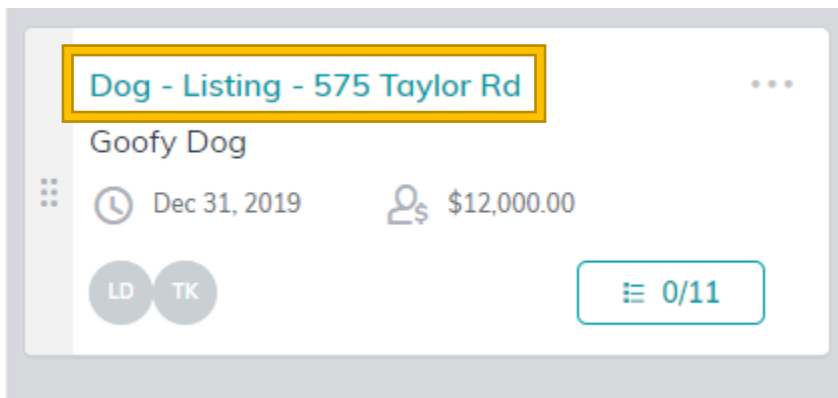 Dog - Listing - 575 Taylor Rd
Goofy Dog
Dec 31, 2019 $12,000.00
LD TK 0/11